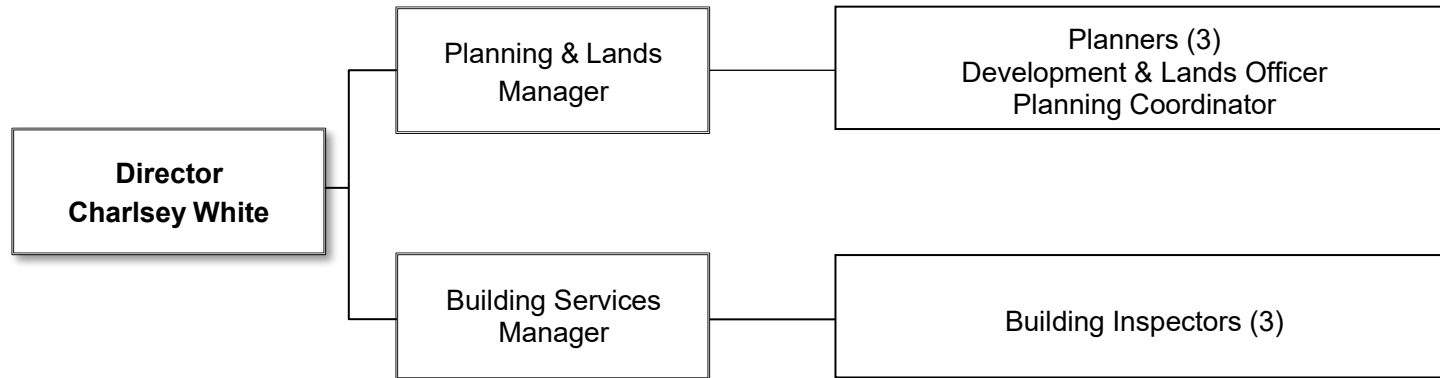 Director
Charlsey White
Planning & Lands
Manager
Planners (3)
Development & Lands Officer
Planning Coordinator
Building Services
Manager
Building Inspectors (3)